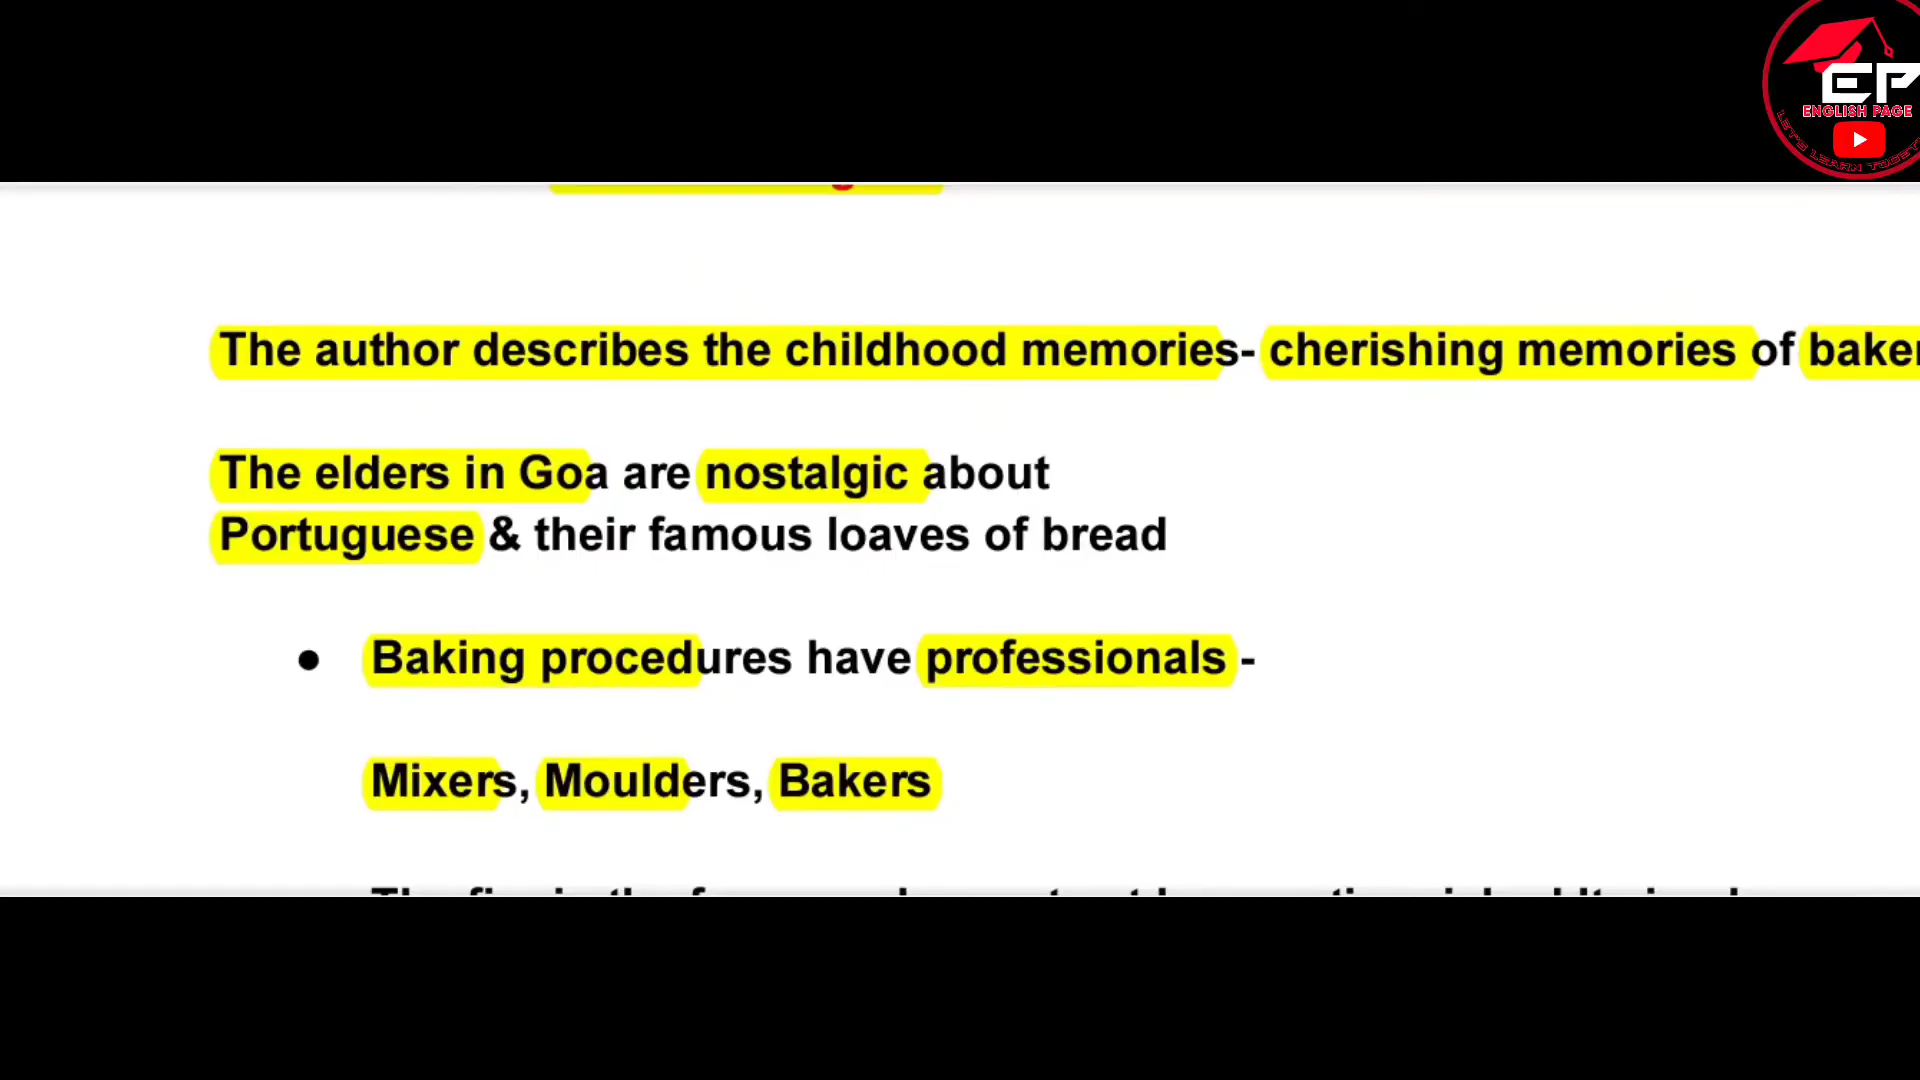 EP
ENGLISH PAGE
The author describes the childhood memories- cherishing memories of
The elders in Goa are nostalgic about
Portuguese & their famous loaves of bread
● Baking procedures have professionals -
Mixers, Moulders, Bakers